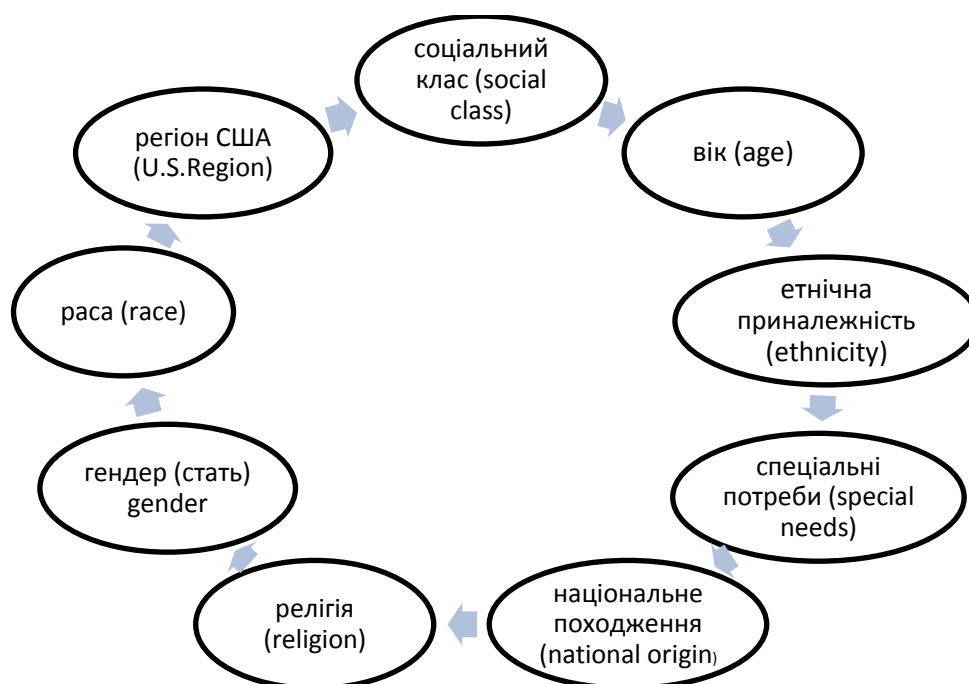 соціальний
клас (social
class)
вік (age)
етнічна
приналежність
(ethnicity)
спеціальні
потреби (special
needs)
національне
походження
(national origin)
релігія
(religion)
гендер (стать)
gender
раса (race)
регіон США
(U.S.Region)